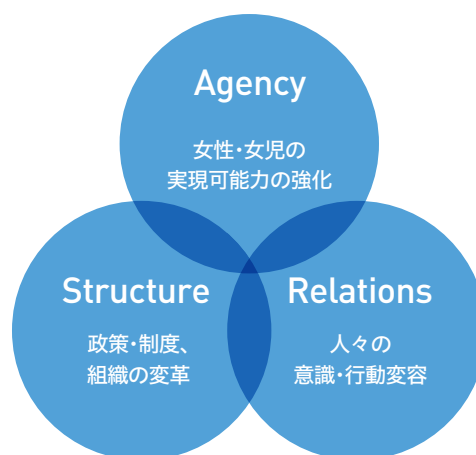 Agency
女性・女児の
実現可能力の強化
Structure
政策・制度、
組織の変革
Relations
人々の
意識・行動変容